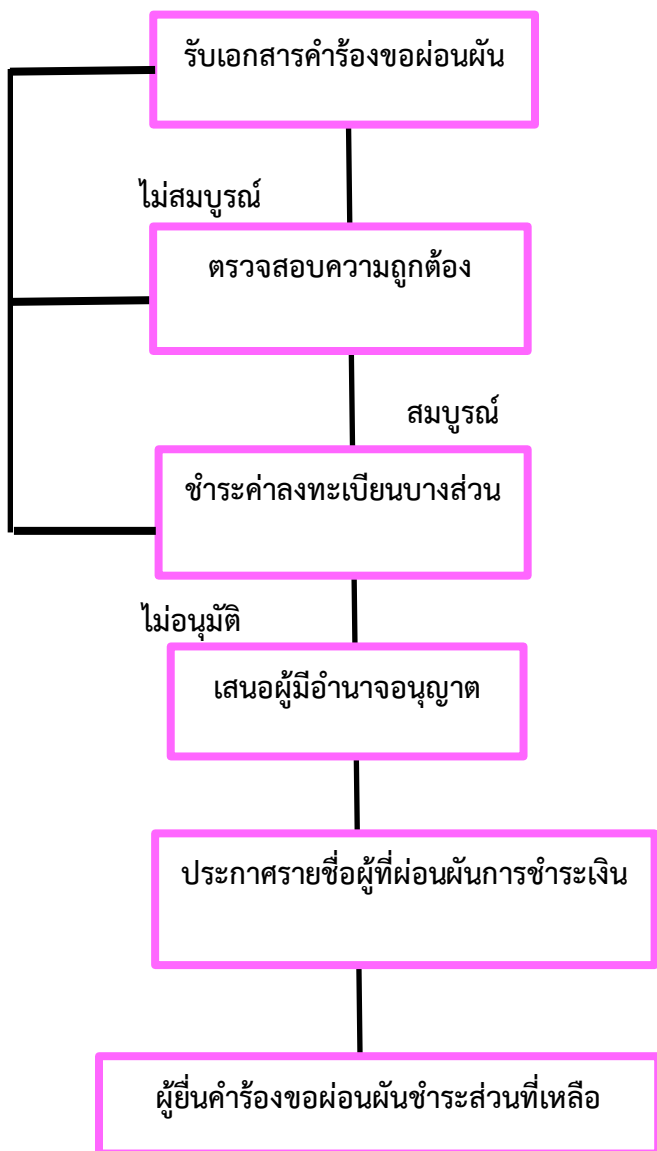 รับเอกสารคำร้องขอผ่อนผัน
ไม่สมบูรณ์
ตรวจสอบความถูกต้อง
สมบูรณ์
ชำระค่าลงทะเบียนบางส่วน
ไม่อนุมัติ
เสนอผู้มีอำนาจอนุญาต
ประกาศรายชื่อผู้ที่ผ่อนผันการชำระเงิน
ผู้ยื่นคำร้องขอผ่อนผันชำระส่วนที่เหลือ